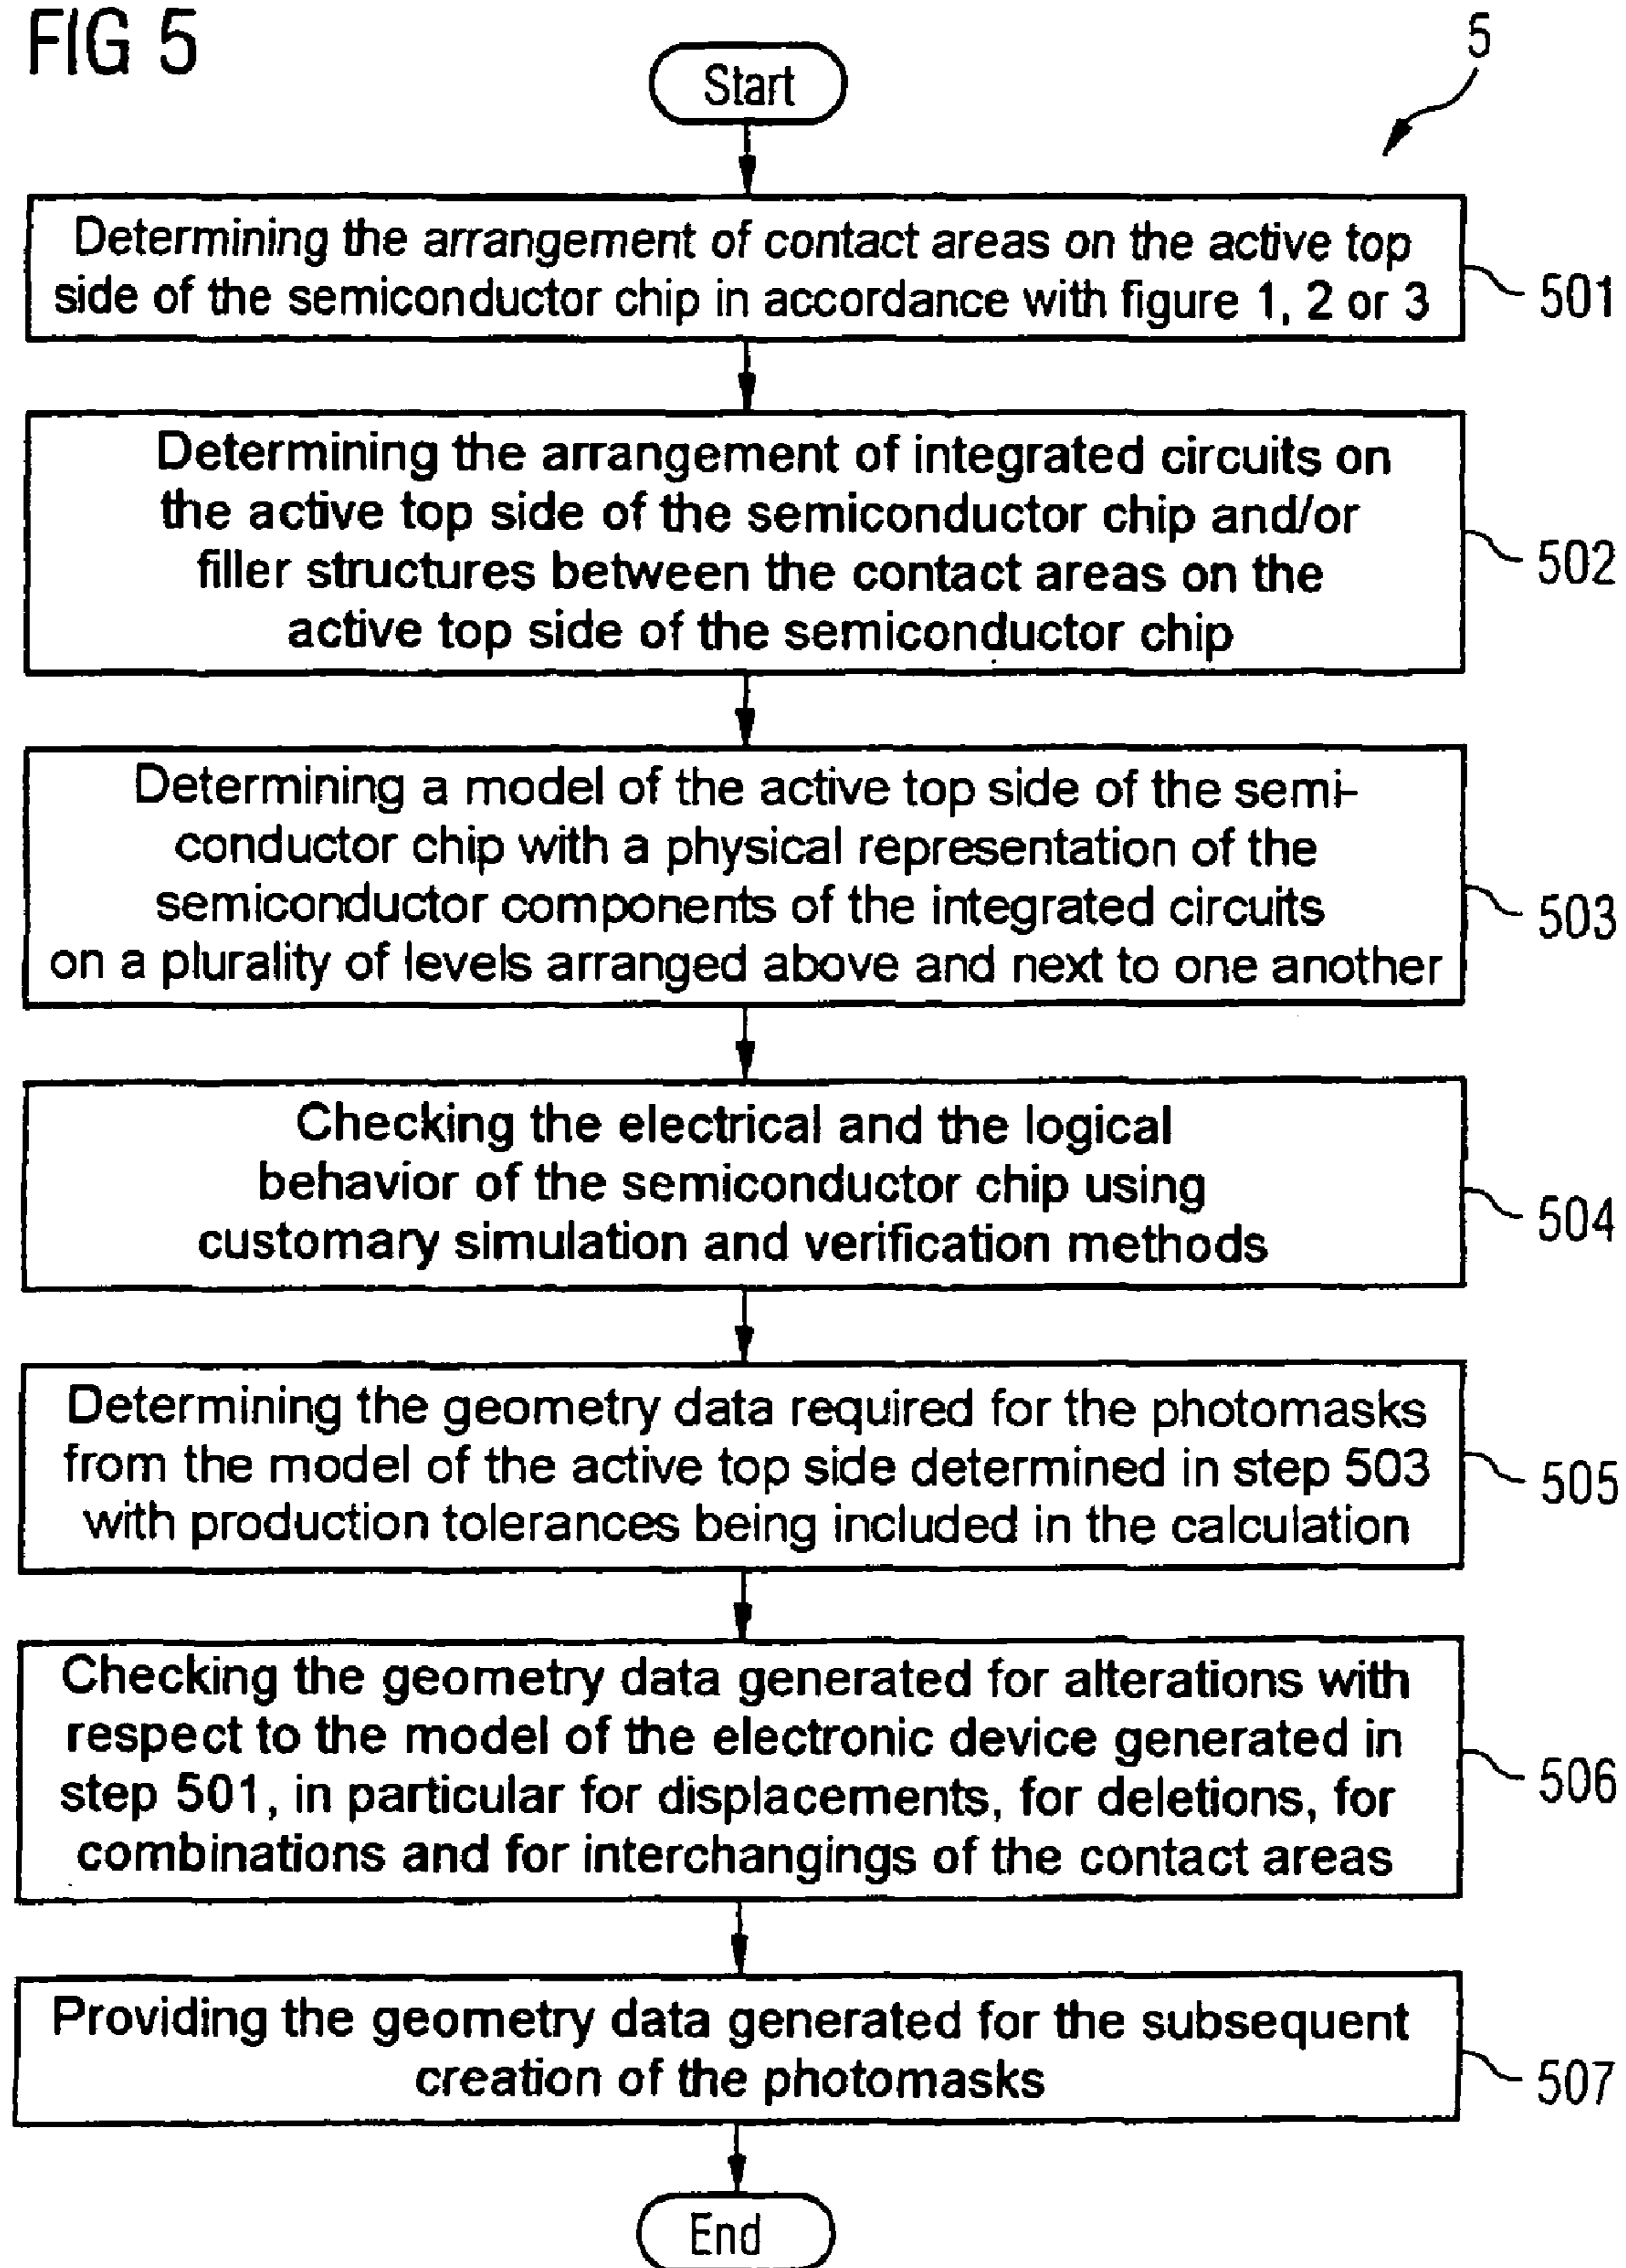 FIG 5
5
Start
Determining the arrangement of contact areas on the active top
side of the semiconductor chip in accordance with figure 1, 2 or 3
501
Determining the arrangement of integrated circuits on
the active top side of the semiconductor chip and/or
filler structures between the contact areas on the
active top side of the semiconductor chip
502
Determining a model of the active top side of the semi-
conductor chip with a physical representation of the
semiconductor components of the integrated circuits
on a plurality of levels arranged above and next to one another
503
Checking the electrical and the logical
behavior of the semiconductor chip using
customary simulation and verification methods
504
Determining the geometry data required for the photomasks
from the model of the active top side determined in step 503
with production tolerances being included in the calculation
505
Checking the geometry data generated for alterations with
respect to the model of the electronic device generated in
step 501, in particular for displacements, for deletions, for
combinations and for interchangings of the contact areas
506
Providing the geometry data generated for the subsequent
creation of the photomasks
507
End